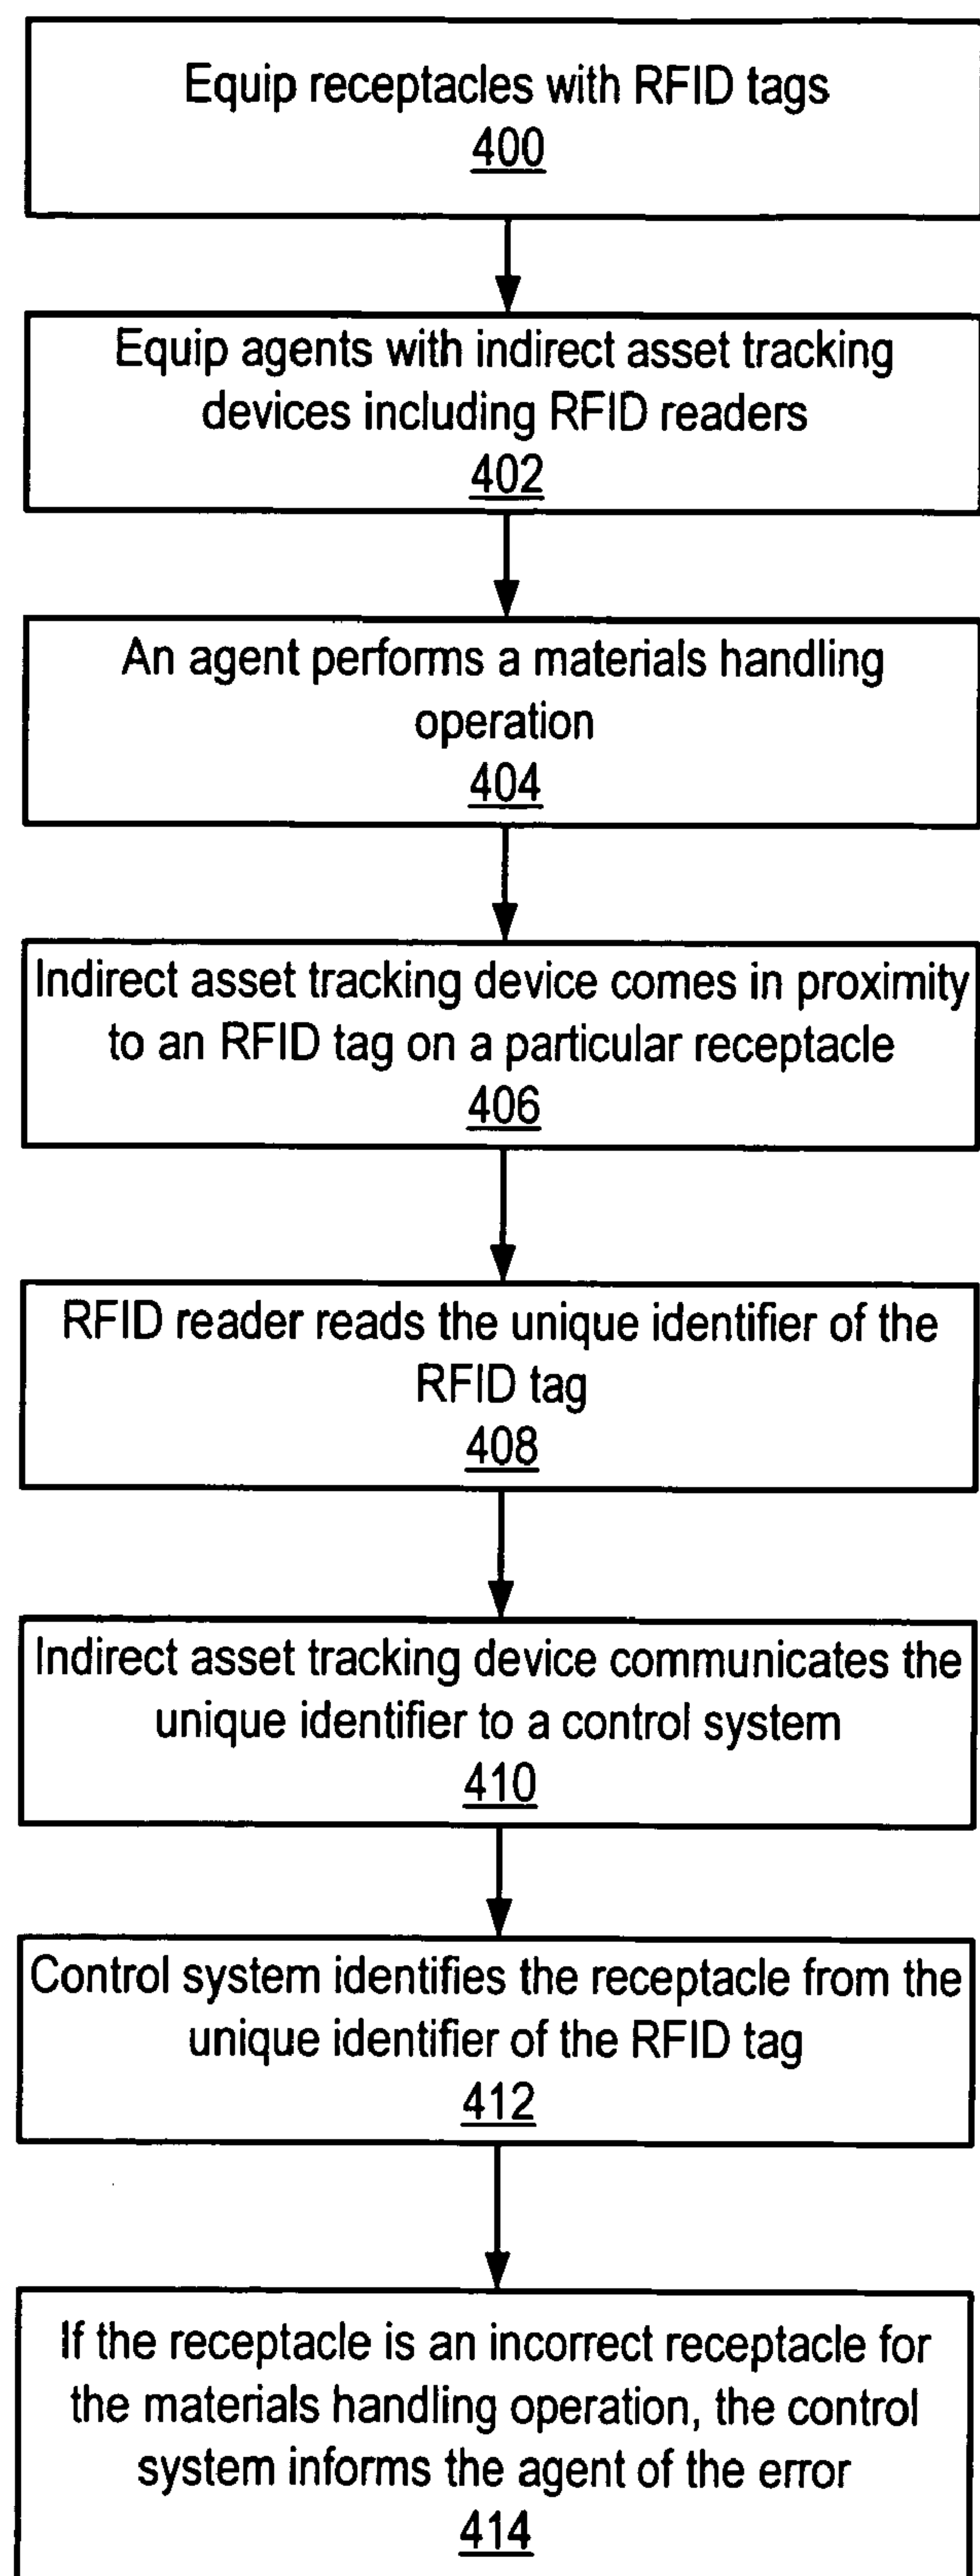 Equip receptacles with RFID tags
400
Equip agents with indirect asset tracking
devices including RFID readers
402
An agent performs a materials handling
operation
404
Indirect asset tracking device comes in proximity
to an RFID tag on a particular receptacle
406
RFID reader reads the unique identifier of the
RFID tag
408
Indirect asset tracking device communicates the
unique identifier to a control system
410
Control system identifies the receptacle from the
unique identifier of the RFID tag
412
If the receptacle is an incorrect receptacle for
the materials handling operation, the control
system informs the agent of the error
414